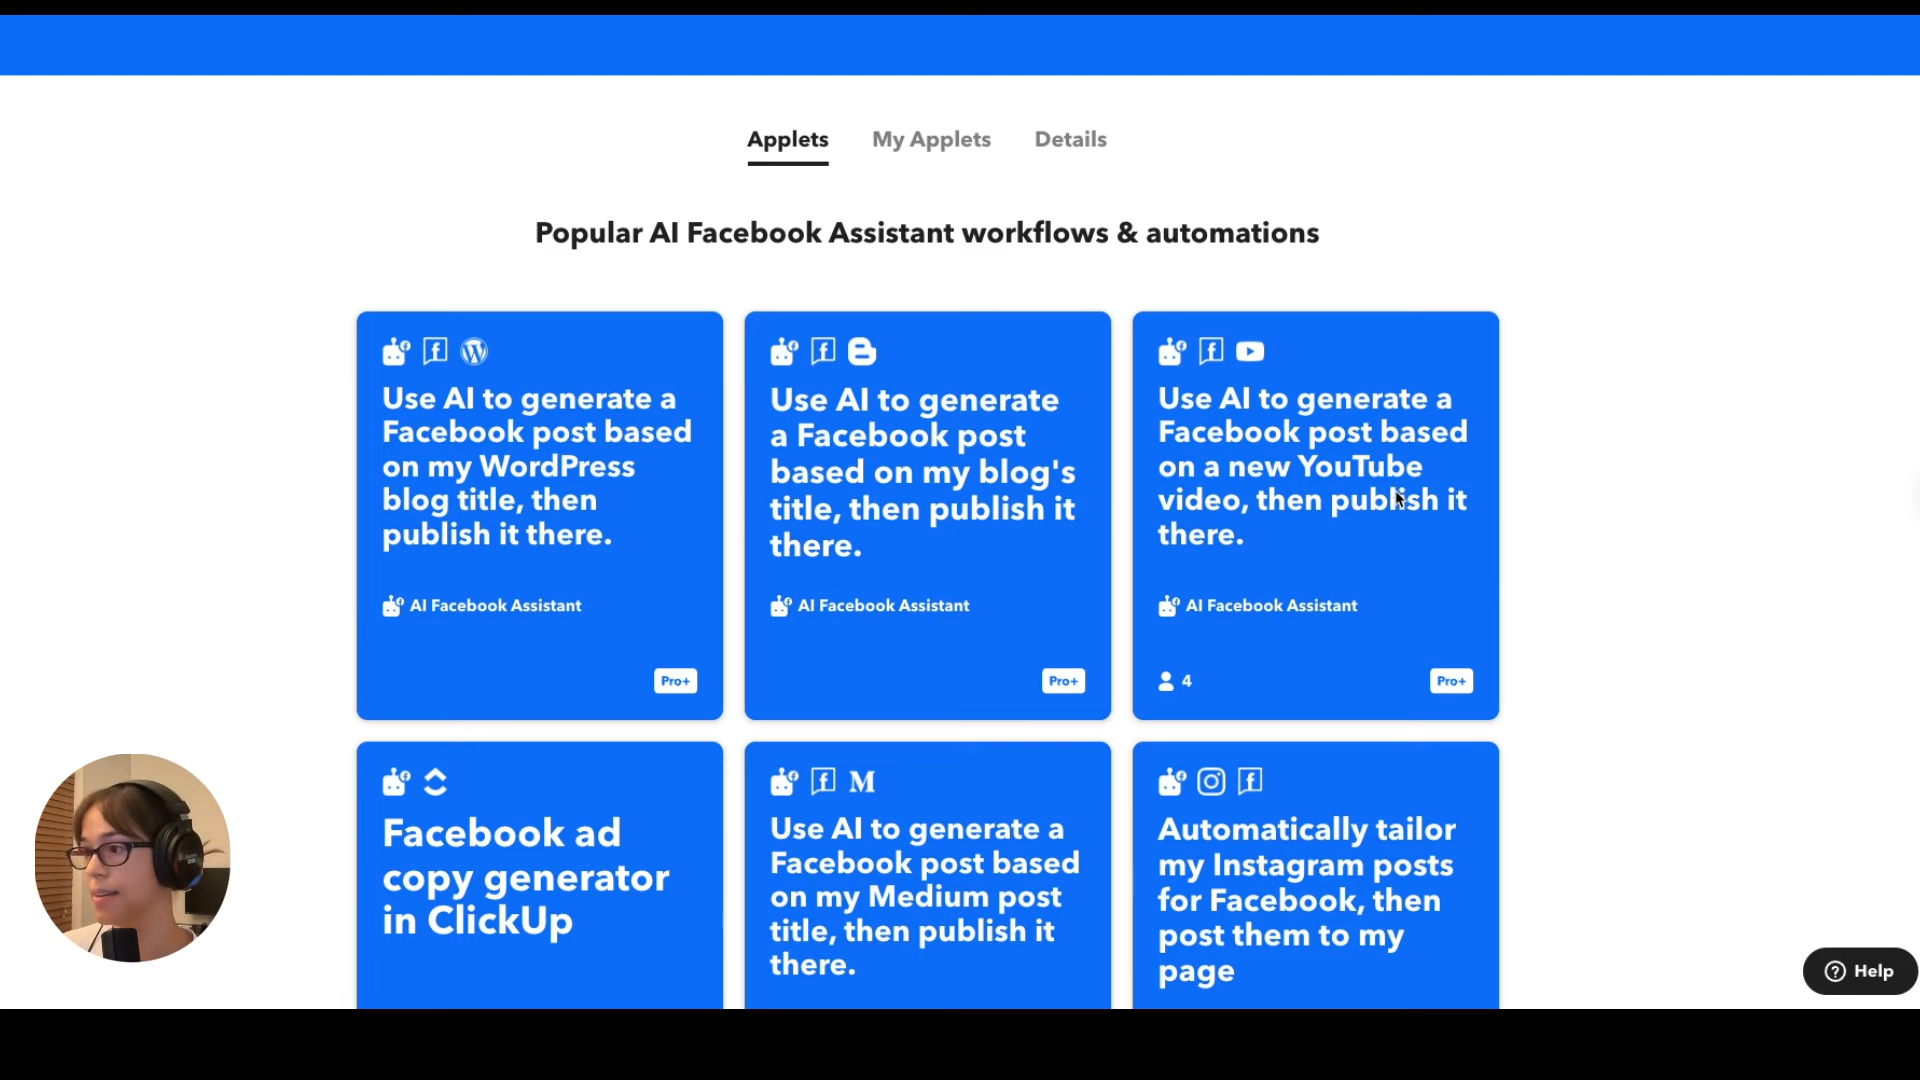 Applets
My Applets
Details
Popular AI Facebook Assistant workflows & automations
Use AI to generate a
Facebook post based
on my WordPress
blog title, then
publish it there.
AI Facebook Assistant
Pro+
Use AI to generate
a Facebook post
based on my blog's
title, then publish it
there.
AI Facebook Assistant
Pro+
Use AI to generate a
Facebook post based
on a new YouTube
video, then publish it
there.
AI Facebook Assistant
4
Pro+
Facebook ad
copy generator
in ClickUp
Use AI to generate a
Facebook post based
on my Medium post
title, then publish it
there.
Automatically tailor
my Instagram posts
for Facebook, then
post them to my
page
Help